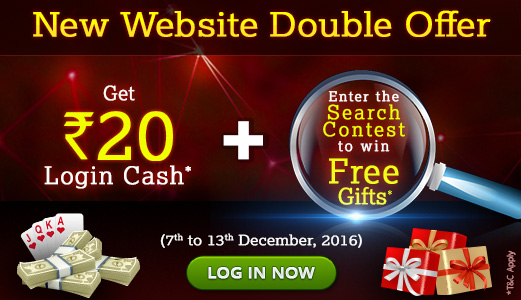 New Website Double Offer
Get
₹20
Login Cash*
+
Enter the
Search
Contest
to win
Free
Gifts*
J Q K A
(7th to 13th December, 2016)
LOG IN NOW
*T&C Apply